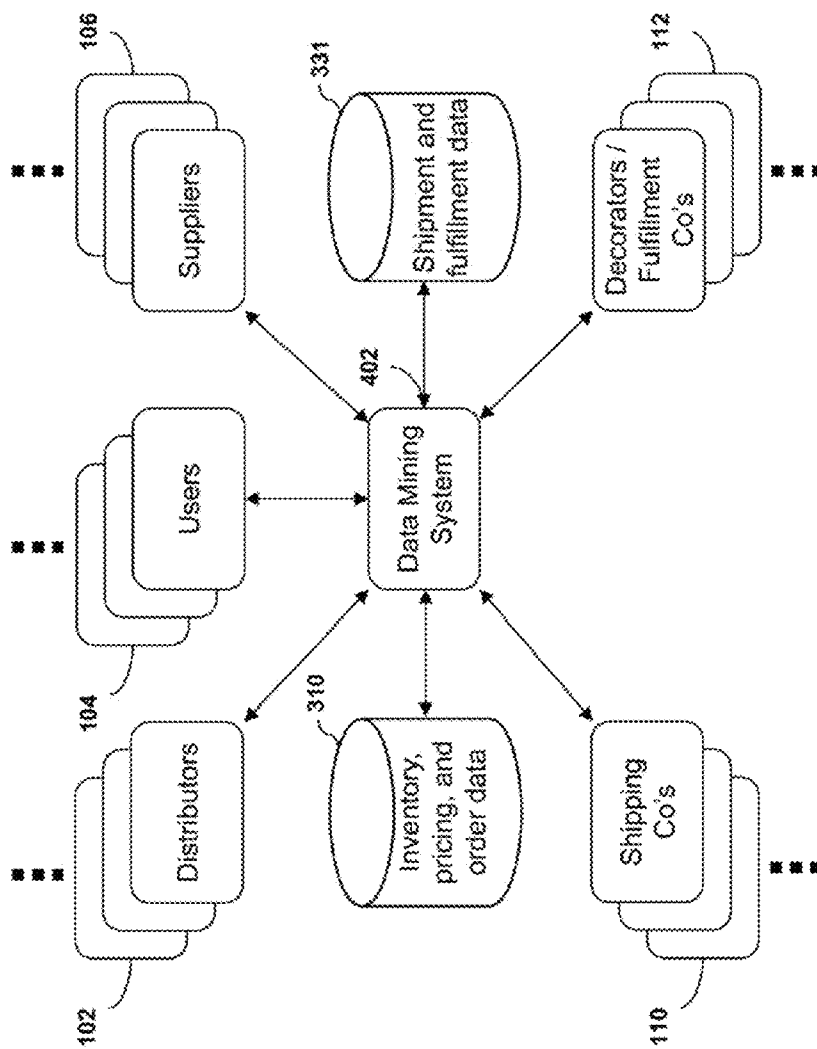 102
104
106
Distributors
Users
Suppliers
310
402
331
Inventory,
pricing, and
order data
Data Mining
System
Shipment and
fulfillment data
Shipping
Co's
Decorators /
Fulfillment
Co's
110
112